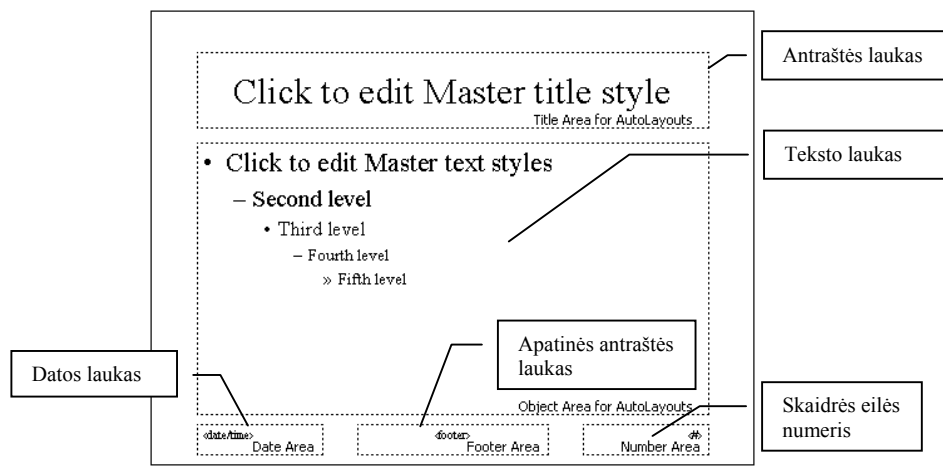 Antraštės laukas
Click to edit Master title style
Title Area for AutoLayouts
Teksto laukas
• Click to edit Master text styles
– Second level
• Third level
– Fourth level
» Fifth level
Apatinės antraštės
laukas
Datos laukas
Object Area for AutoLayouts
Skaidrės eilės
numeris
<date/time>
Date Area
<footer>
Footer Area
<#>
Number Area